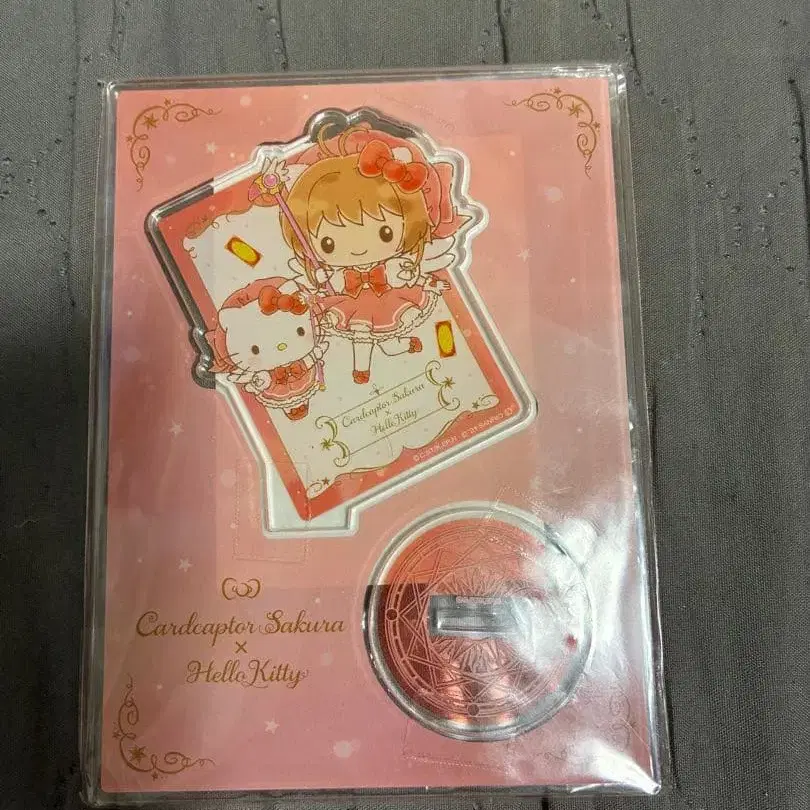 Cardcaptor Sakura
×
Hello Kitty
Cardcaptor Sakura
×
Hello Kitty